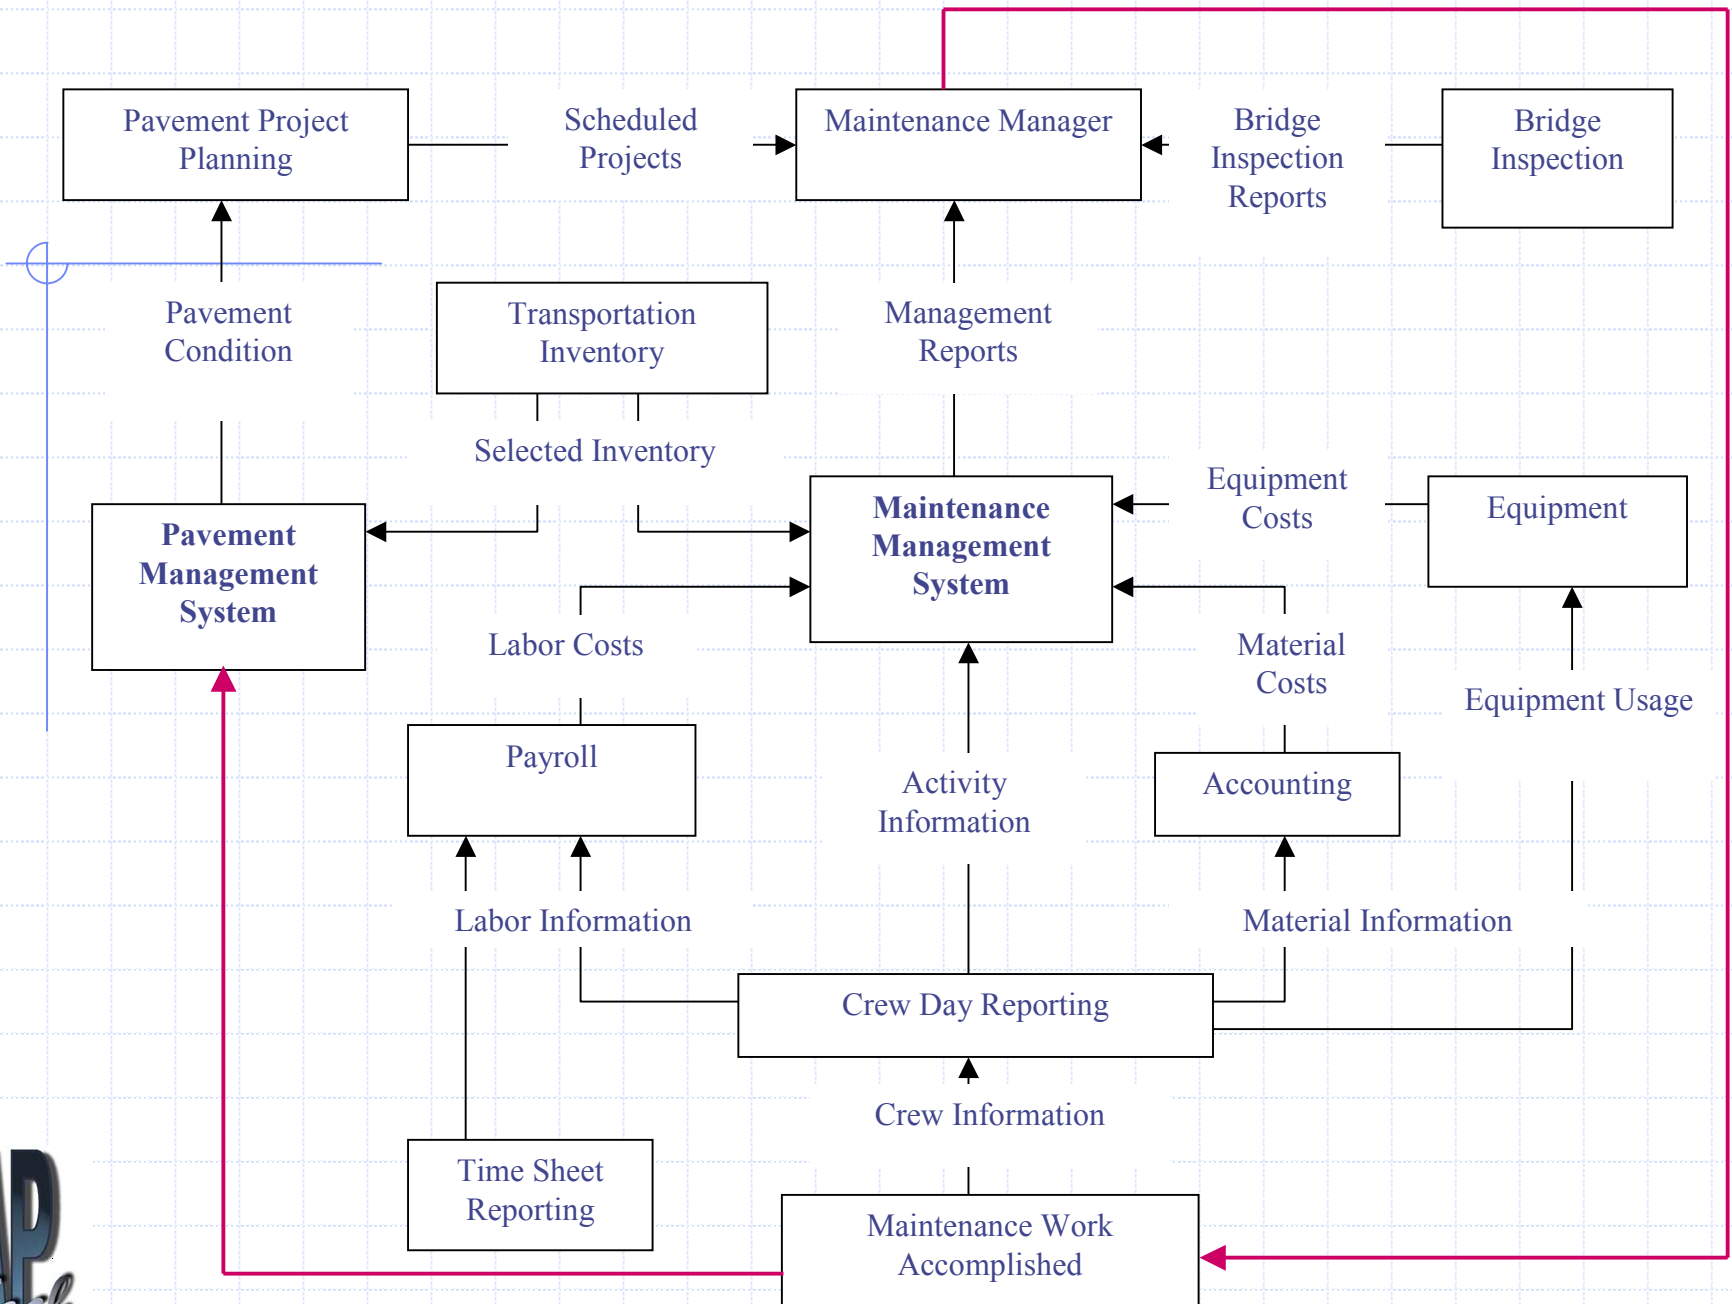 Pavement Project
Planning
Scheduled
Projects
Maintenance Manager
Bridge
Inspection
Reports
Bridge
Inspection
Pavement
Condition
Transportation
Inventory
Management
Reports
Selected Inventory
Pavement
Management
System
Maintenance
Management
System
Equipment
Costs
Equipment
Labor Costs
Material
Costs
Equipment Usage
Payroll
Activity
Information
Accounting
Labor Information
Material Information
Crew Day Reporting
Crew Information
Time Sheet
Reporting
Maintenance Work
Accomplished